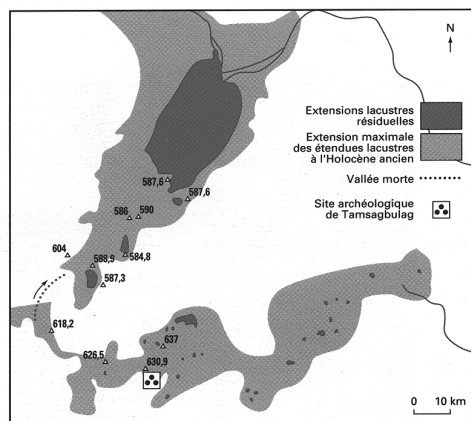 N
Extensions lacustres
résiduelles
Extension maximale
des étendues lacustres
à l'Holocène ancien
Vallée morte
Site archéologique
de Tamsagbulag
587,6
587,6
586
590
604
588,9
584,8
587,3
618,2
637
626,5
630,9
0 10 km